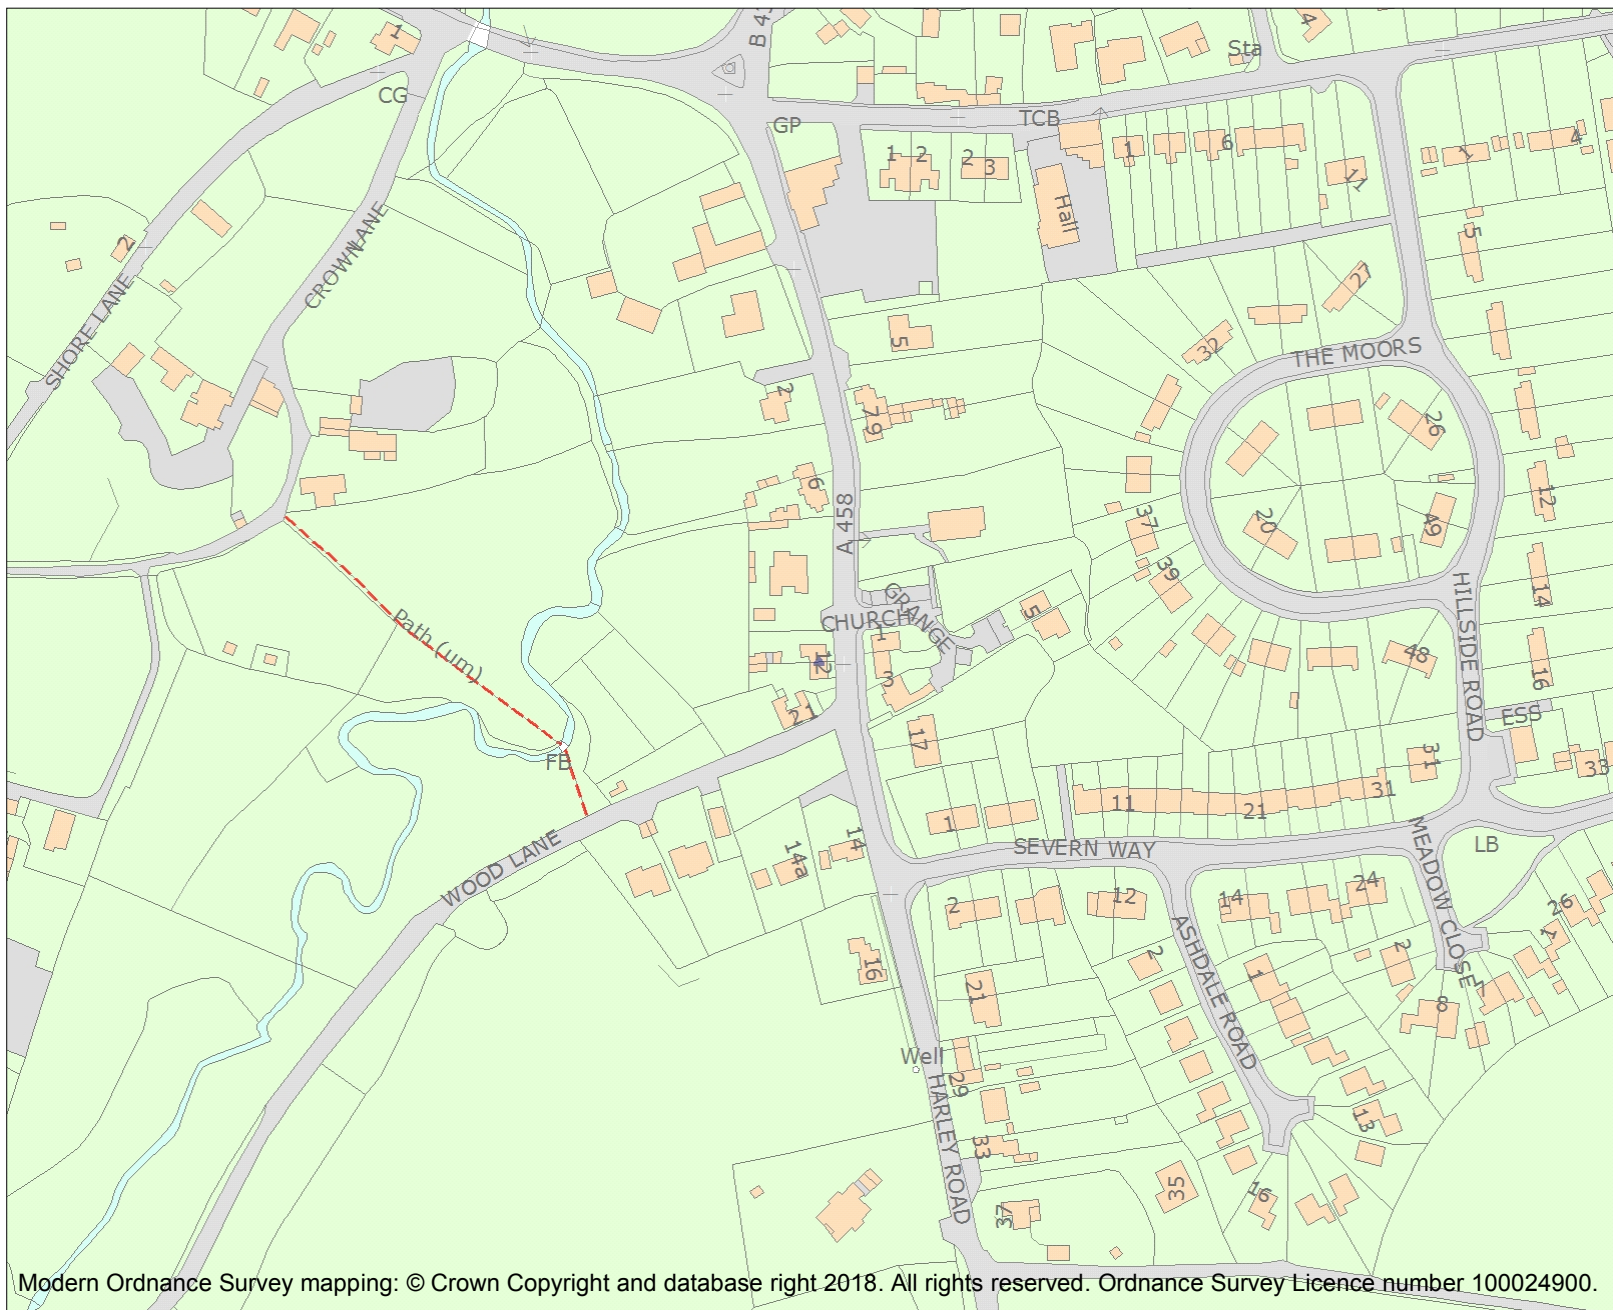 1
B 4
4
Sta
CG
GP
TCB
1 2
2
3
1
6
1
4
11
Hall
2
5
CROWN LANE
27
SHORE LANE
5
32
THE MOORS
2
79
26
6
12
A 458
37
20
49
39
14
GRANGE
5
CHURCH
Path (um)
1
12
HILLSIDE ROAD
48
3
16
21
ESS
17
FB
31
33
11
21
31
1
14
SEVERN WAY
LB
14a
WOOD LANE
MEADOW CLOSE
2
12
14
24
26
1
ASHDALE ROAD
2
2
16
21
1
7
8
Well
29
HARLEY ROAD
13
33
35
16
37
Modern Ordnance Survey mapping: © Crown Copyright and database right 2018. All rights reserved. Ordnance Survey Licence number 100024900.